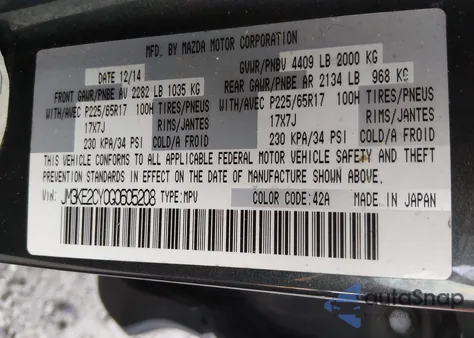 MFD. BY MAZDA MOTOR CORPORATION
DATE 12/14 GVWR/PNBV 4409 LB 2000 KG
FRONT GAWR/PNBE AV 2282 LB 1035 KG REAR GAWR/PNBE AR 2134 LB 968 KG
WITH/AVEC P225/65R17 100H TIRES/PNEUS WITH/AVEC P225/65R17 100H TIRES/PNEUS
17X7J RIMS/JANTES 17X7J RIMS/JANTES
230 KPA/34 PSI COLD/A FROID 230 KPA/34 PSI COLD/A FROID
THIS VEHICLE CONFORMS TO ALL APPLICABLE FEDERAL MOTOR VEHICLE SAFETY AND THEFT
PREVENTION STANDARDS IN EFFECT ON THE DATE OF MANUFACTURE SHOWN ABOVE.
VIN: JM3KE2CY0G0605208 TYPE:MPV COLOR CODE:42A MADE IN JAPAN
autoSnap